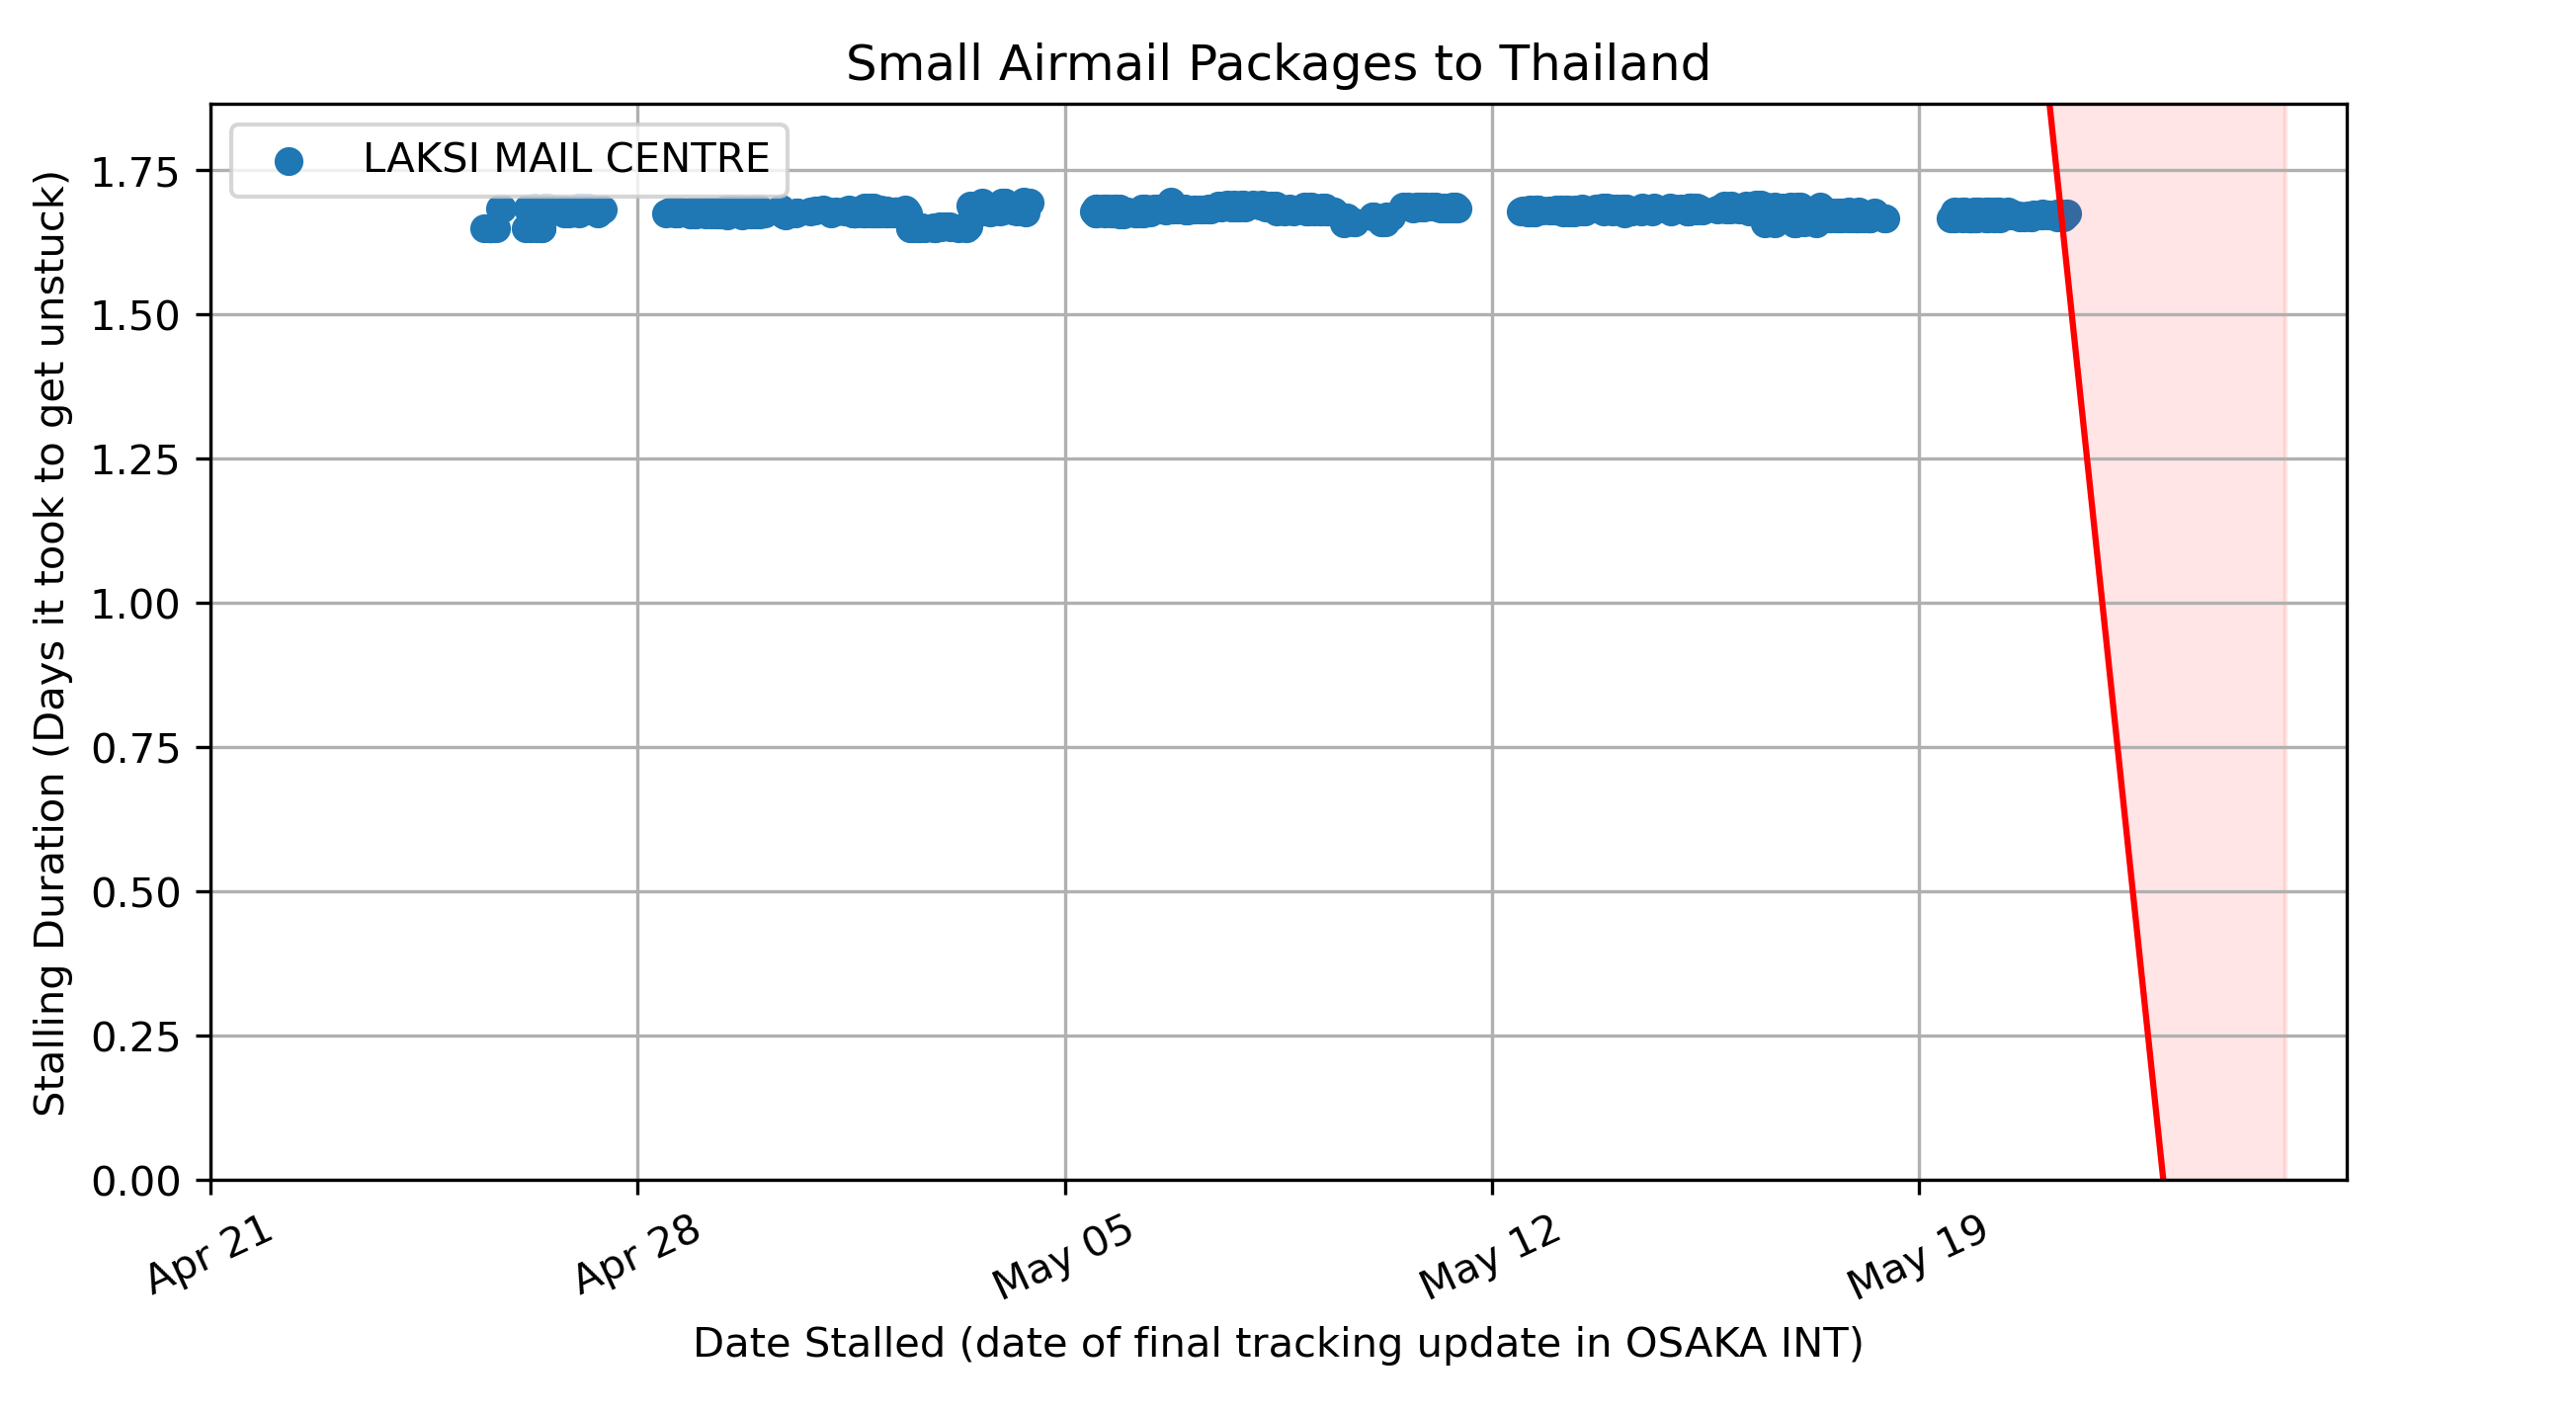 Small Airmail Packages to Thailand
LAKSI MAIL CENTRE
Stalling Duration (Days it took to get unstuck)
1.75
1.50
1.25
1.00
0.75
0.50
0.25
0.00
Apr 21
Apr 28
May 05
May 12
May 19
Date Stalled (date of final tracking update in OSAKA INT)